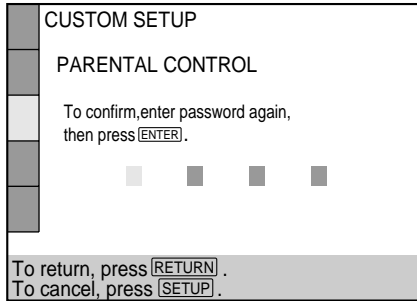 CUSTOM SETUP
PARENTAL CONTROL
To confirm,enter password again,
then press ENTER.
To return, press RETURN .
To cancel, press SETUP .